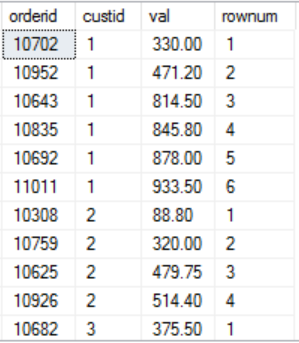 orderid custid val rownum
10702 1 330.00 1
10952 1 471.20 2
10643 1 814.50 3
10835 1 845.80 4
10692 1 878.00 5
11011 1 933.50 6
10308 2 88.80 1
10759 2 320.00 2
10625 2 479.75 3
10926 2 514.40 4
10682 3 375.50 1